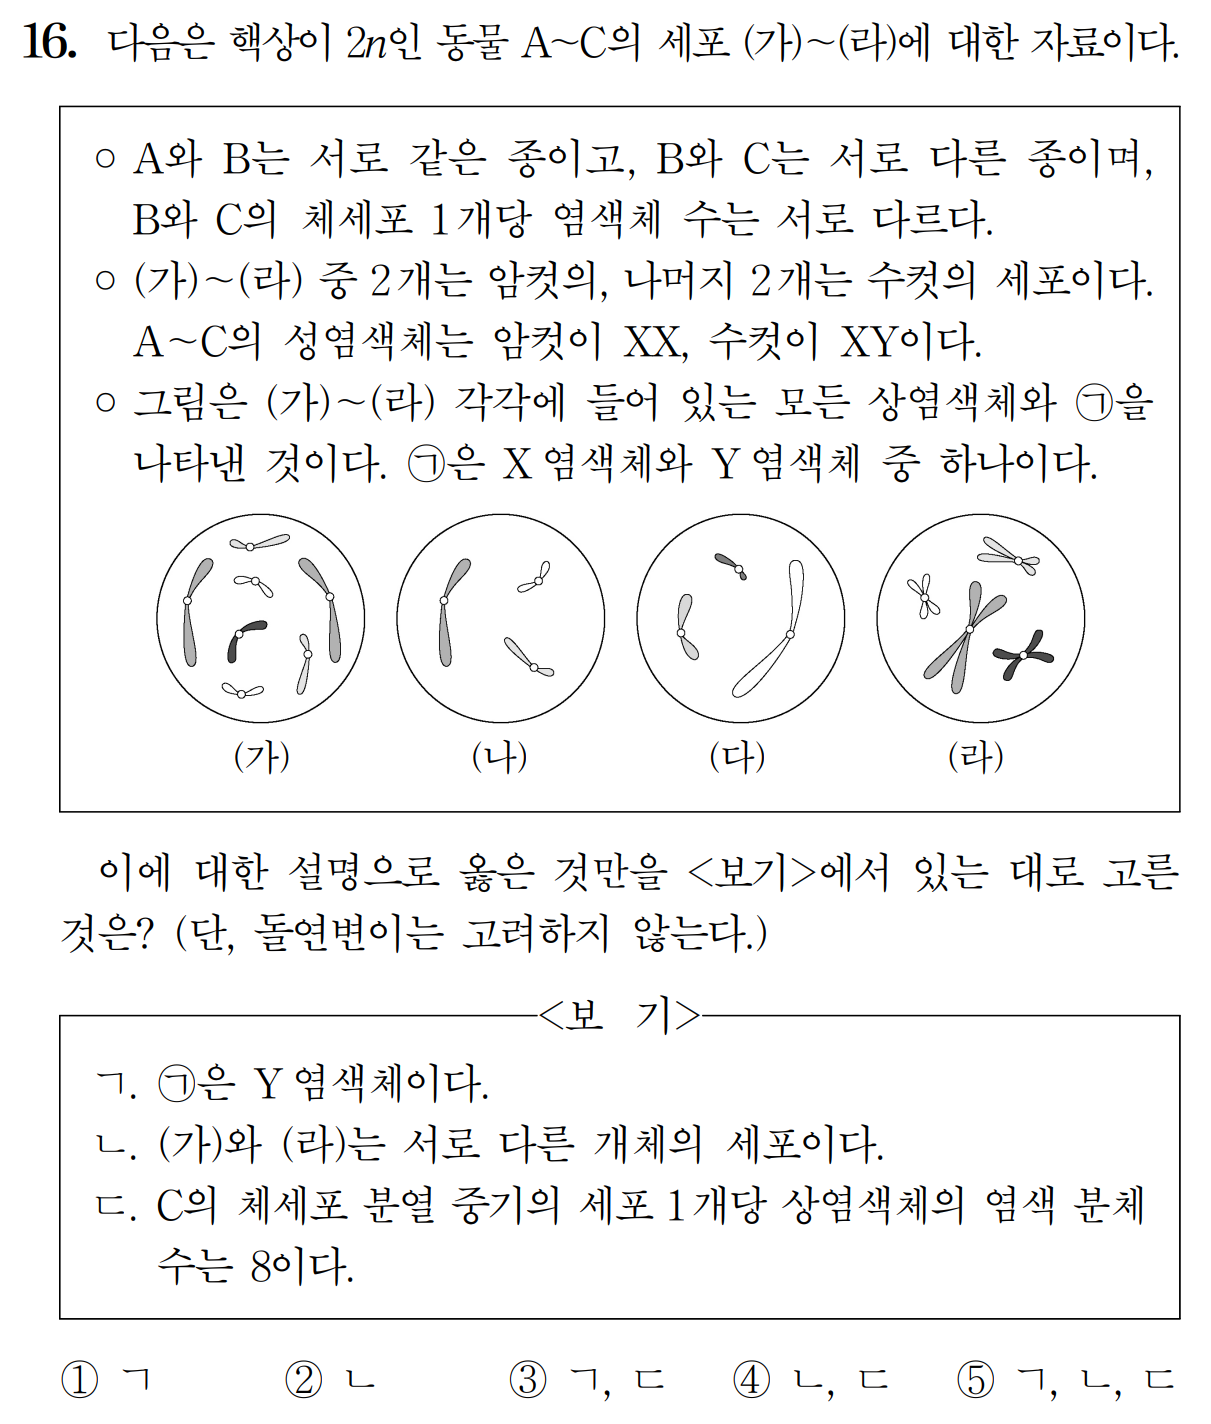 16. 다음은 핵상이 2n인 동물 A~C의 세포 (가)~(라)에 대한 자료이다.
○ A와 B는 서로 같은 종이고, B와 C는 서로 다른 종이며,
B와 C의 체세포 1개당 염색체 수는 서로 다르다.
○ (가)~(라) 중 2개는 암컷의, 나머지 2개는 수컷의 세포이다.
A~C의 성염색체는 암컷이 XX, 수컷이 XY이다.
○ 그림은 (가)~(라) 각각에 들어 있는 모든 상염색체와 ㉠을
나타낸 것이다. ㉠은 X 염색체와 Y 염색체 중 하나이다.
(가) (나) (다) (라)
이에 대한 설명으로 옳은 것만을 <보기>에서 있는 대로 고른
것은? (단, 돌연변이는 고려하지 않는다.)
<보 기>
ㄱ. ㉠은 Y 염색체이다.
ㄴ. (가)와 (라)는 서로 다른 개체의 세포이다.
ㄷ. C의 체세포 분열 중기의 세포 1개당 상염색체의 염색 분체
수는 8이다.
① ㄱ ② ㄴ ③ ㄱ, ㄷ ④ ㄴ, ㄷ ⑤ ㄱ, ㄴ, ㄷ